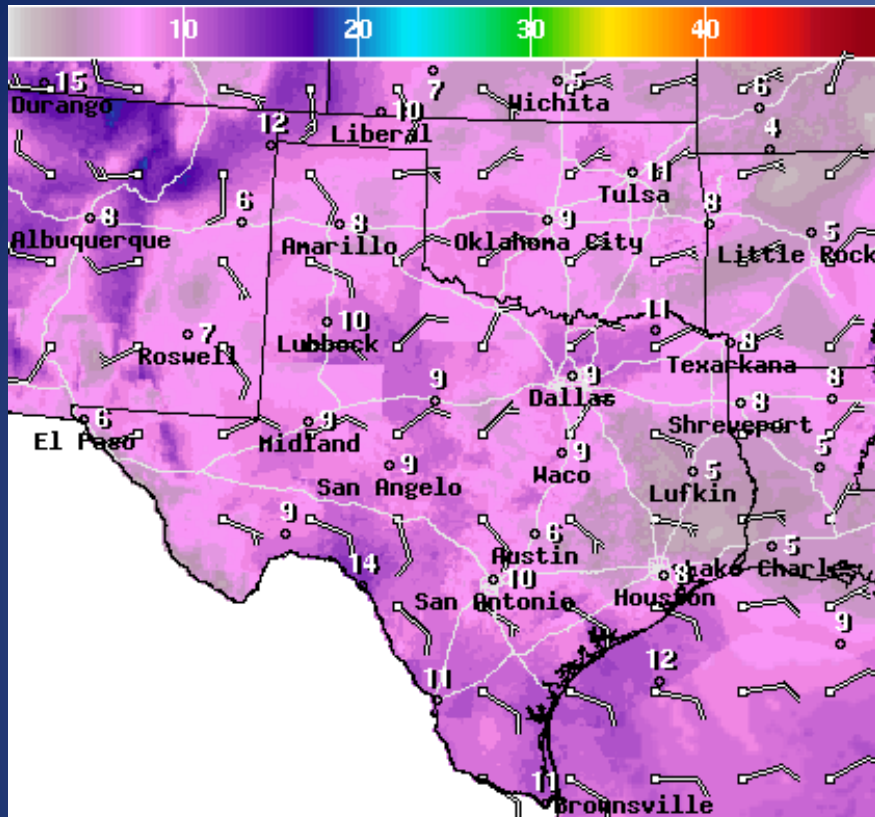 10 20 30 40
15 7 5 6
Durango 10 Wichita
12 Liberal 4
11
Tulsa
8 6 8 9 8 5
Albuquerque Amarillo Oklahoma City Little Rock
7 10 11
Roswell Lubbock Texarkana 8
9 9 8 8
Dallas
6 9 Shreveport
El Paso Midland
9 9 5 5
San Angelo Waco Lufkin
9 6 5
Austin
14 10 8 Lake Charles
San Antonio Houston
9
12
11
11
Brownsville